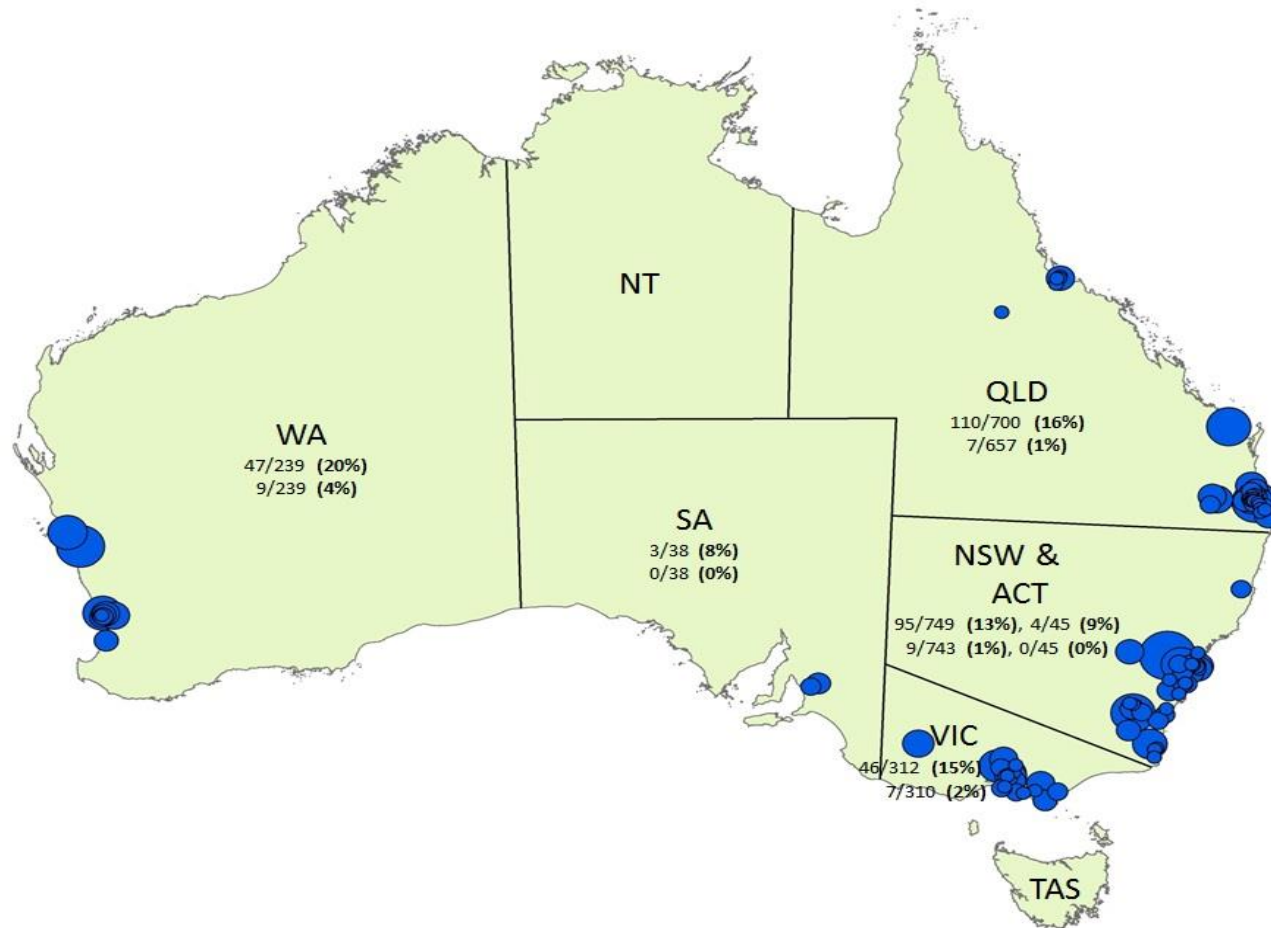 NT
QLD
110/700 (16%)
7/657 (1%)
WA
47/239 (20%)
9/239 (4%)
SA
3/38 (8%)
0/38 (0%)
NSW &
ACT
95/749 (13%), 4/45 (9%)
9/743 (1%), 0/45 (0%)
VIC
46/312 (15%)
7/310 (2%)
TAS